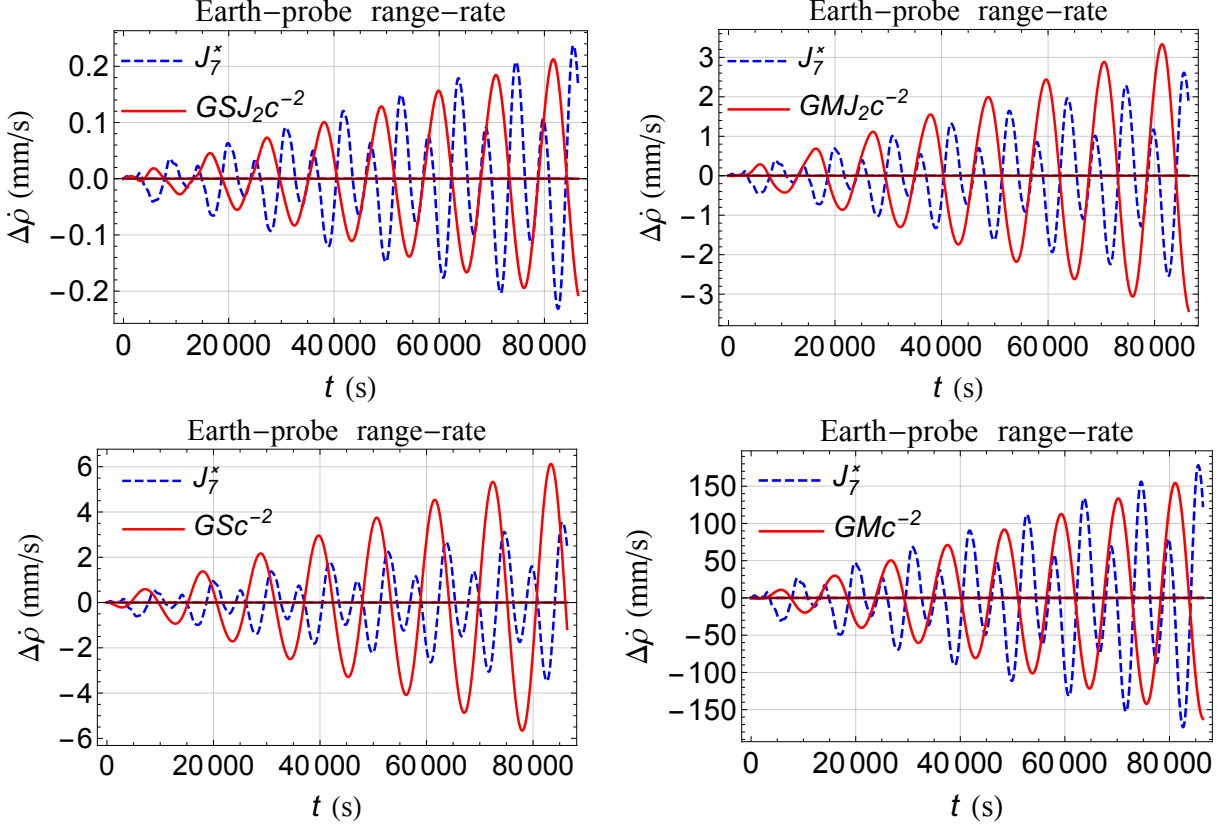 Earth−probe range−rate
J₇*
GSJ₂c⁻²
0.2
0.1
0.0
−0.1
−0.2
Δρ̇ (mm/s)
0 20 000 40 000 60 000 80 000
t (s)
Earth−probe range−rate
J₇*
GMJ₂c⁻²
3
2
1
0
−1
−2
−3
Δρ̇ (mm/s)
0 20 000 40 000 60 000 80 000
t (s)
Earth−probe range−rate
J₇*
GSc⁻²
6
4
2
0
−2
−4
−6
Δρ̇ (mm/s)
0 20 000 40 000 60 000 80 000
t (s)
Earth−probe range−rate
J₇*
GMc⁻²
150
100
50
0
−50
−100
−150
Δρ̇ (mm/s)
0 20 000 40 000 60 000 80 000
t (s)